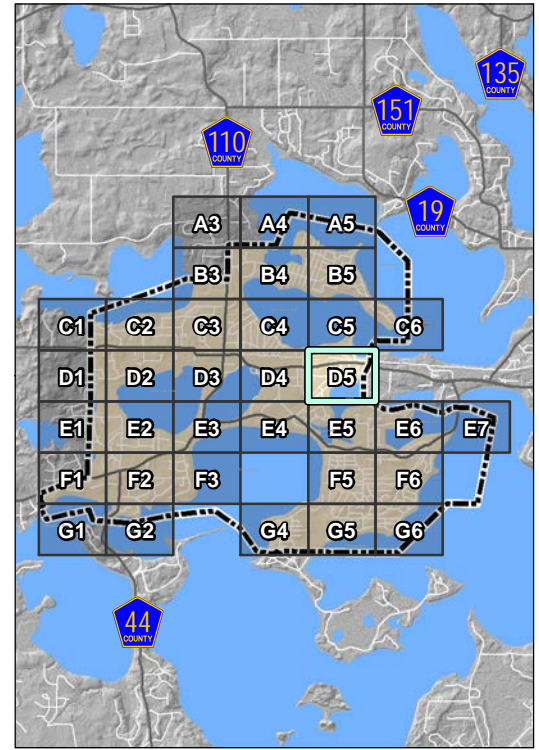 135
COUNTY
151
COUNTY
110
COUNTY
19
COUNTY
A3 A4 A5
B3 B4 B5
C1 C2 C3 C4 C5 C6
D1 D2 D3 D4 D5
E1 E2 E3 E4 E5 E6 E7
F1 F2 F3 F5 F6
G1 G2 G4 G5 G6
44
COUNTY